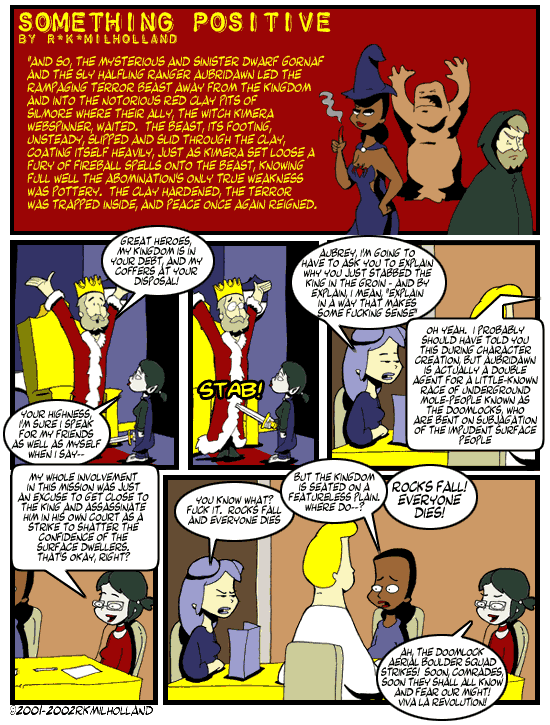 SOMETHING POSITIVE
BY R*K*MILHOLLAND
"AND SO, THE MYSTERIOUS AND SINISTER DWARF GORNAF
AND THE SLY HALFLING RANGER AUBRIDAWN LED THE
RAMPAGING TERROR BEAST AWAY FROM THE KINGDOM
AND INTO THE NOTORIOUS RED CLAY PITS OF
SILMORE WHERE THEIR ALLY, THE WITCH KIMERA
WEBSPINNER, WAITED. THE BEAST, ITS FOOTING,
UNSTEADY, SLIPPED AND SLID THROUGH THE CLAY,
COATING ITSELF HEAVILY, JUST AS KIMERA SET LOOSE A
FURY OF FIREBALL SPELLS ONTO THE BEAST, KNOWING
FULL WELL THE ABOMINATION'S ONLY TRUE WEAKNESS
WAS POTTERY. THE CLAY HARDENED, THE TERROR
WAS TRAPPED INSIDE, AND PEACE ONCE AGAIN REIGNED.
GREAT HEROES,
MY KINGDOM IS IN
YOUR DEBT, AND MY
COFFERS AT YOUR
DISPOSAL!
YOUR HIGHNESS,
I'M SURE I SPEAK
FOR MY FRIENDS
AS WELL AS MYSELF
WHEN I SAY--
STAB!
AUBREY, I'M GOING TO
HAVE TO ASK YOU TO EXPLAIN
WHY YOU JUST STABBED THE
KING IN THE GROIN - AND BY
EXPLAIN, I MEAN, "EXPLAIN
IN A WAY THAT MAKES
SOME FUCKING SENSE"
OH YEAH. I PROBABLY
SHOULD HAVE TOLD YOU
THIS DURING CHARACTER
CREATION, BUT AUBRIDAWN
IS ACTUALLY A DOUBLE
AGENT FOR A LITTLE-KNOWN
RACE OF UNDERGROUND
MOLE-PEOPLE KNOWN AS
THE DOOMLOCKS, WHO
ARE BENT ON SUBJAGATION
OF THE IMPUDENT SURFACE
PEOPLE
MY WHOLE INVOLVEMENT
IN THIS MISSION WAS JUST
AN EXCUSE TO GET CLOSE TO
THE KING AND ASSASSINATE
HIM IN HIS OWN COURT AS A
STRIKE TO SHATTER THE
CONFIDENCE OF THE
SURFACE DWELLERS.
THAT'S OKAY, RIGHT?
YOU KNOW WHAT?
FUCK IT. ROCKS FALL
AND EVERYONE DIES
BUT THE KINGDOM
IS SEATED ON A
FEATURELESS PLAIN.
WHERE DO--?
ROCKS FALL!
EVERYONE
DIES!
AH, THE DOOMLOCK
AERIAL BOULDER SQUAD
STRIKES! SOON, COMRADES,
SOON THEY SHALL ALL KNOW
AND FEAR OUR MIGHT!
VIVA LA REVOLUTION!
©2001-2002RKMILHOLLAND